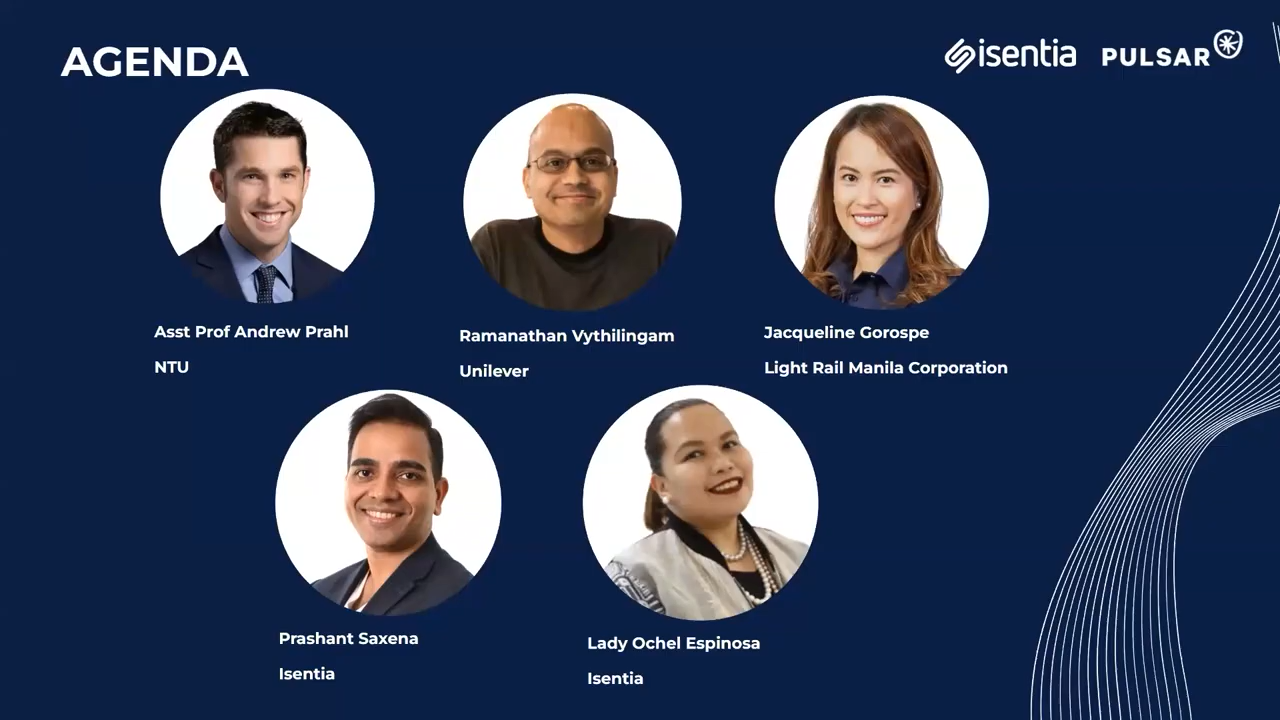 AGENDA
isentia PULSAR
Asst Prof Andrew Prahl
NTU
Ramanathan Vythilingam
Unilever
Jacqueline Gorospe
Light Rail Manila Corporation
Prashant Saxena
Isentia
Lady Ochel Espinosa
Isentia